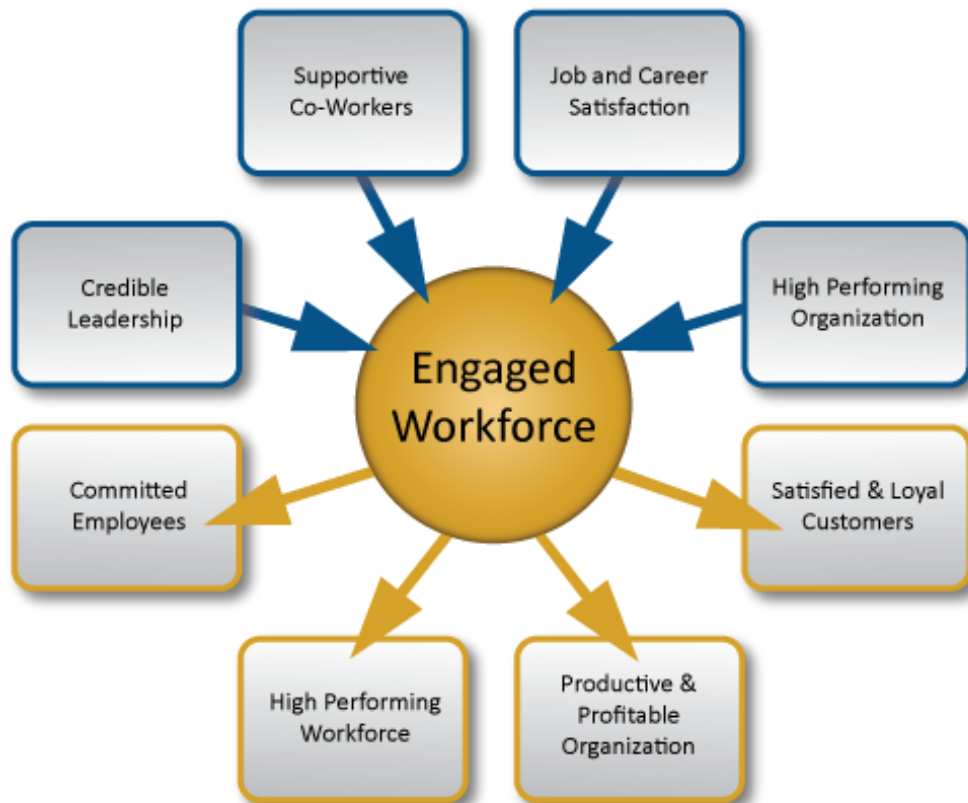 Supportive
Co-Workers
Job and Career
Satisfaction
Credible
Leadership
High Performing
Organization
Engaged
Workforce
Committed
Employees
Satisfied & Loyal
Customers
High Performing
Workforce
Productive &
Profitable
Organization